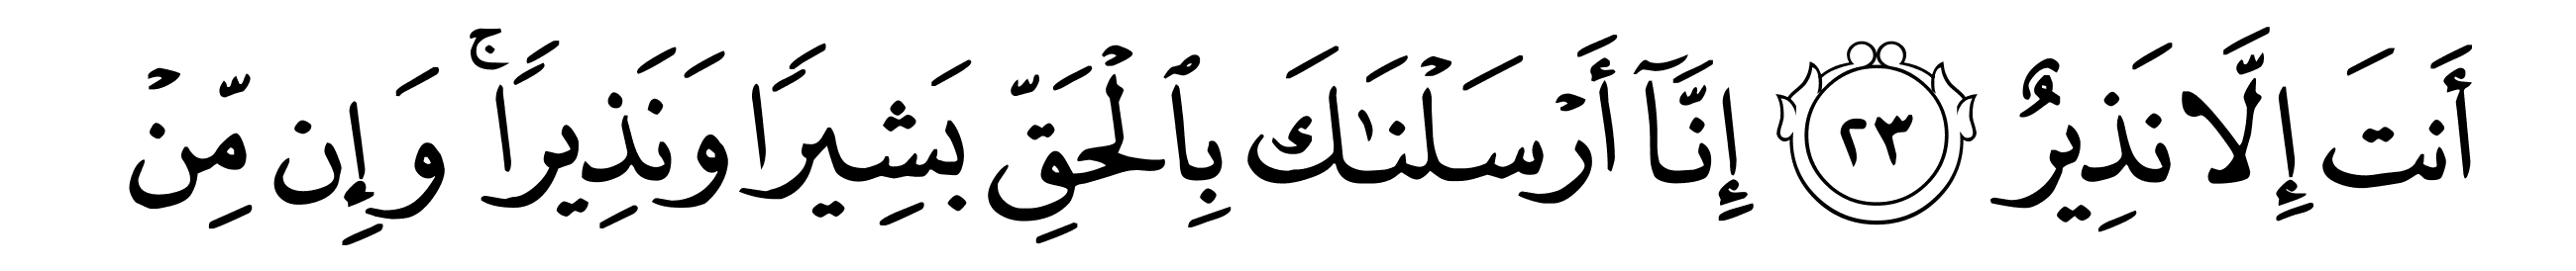 أَنتَ إِلَّا نَذِيرٌ ٢٣ إِنَّآ أَرۡسَلۡنَٰكَ بِٱلۡحَقِّ بَشِيرٗا وَنَذِيرٗاۚ وَإِن مِّنۡ